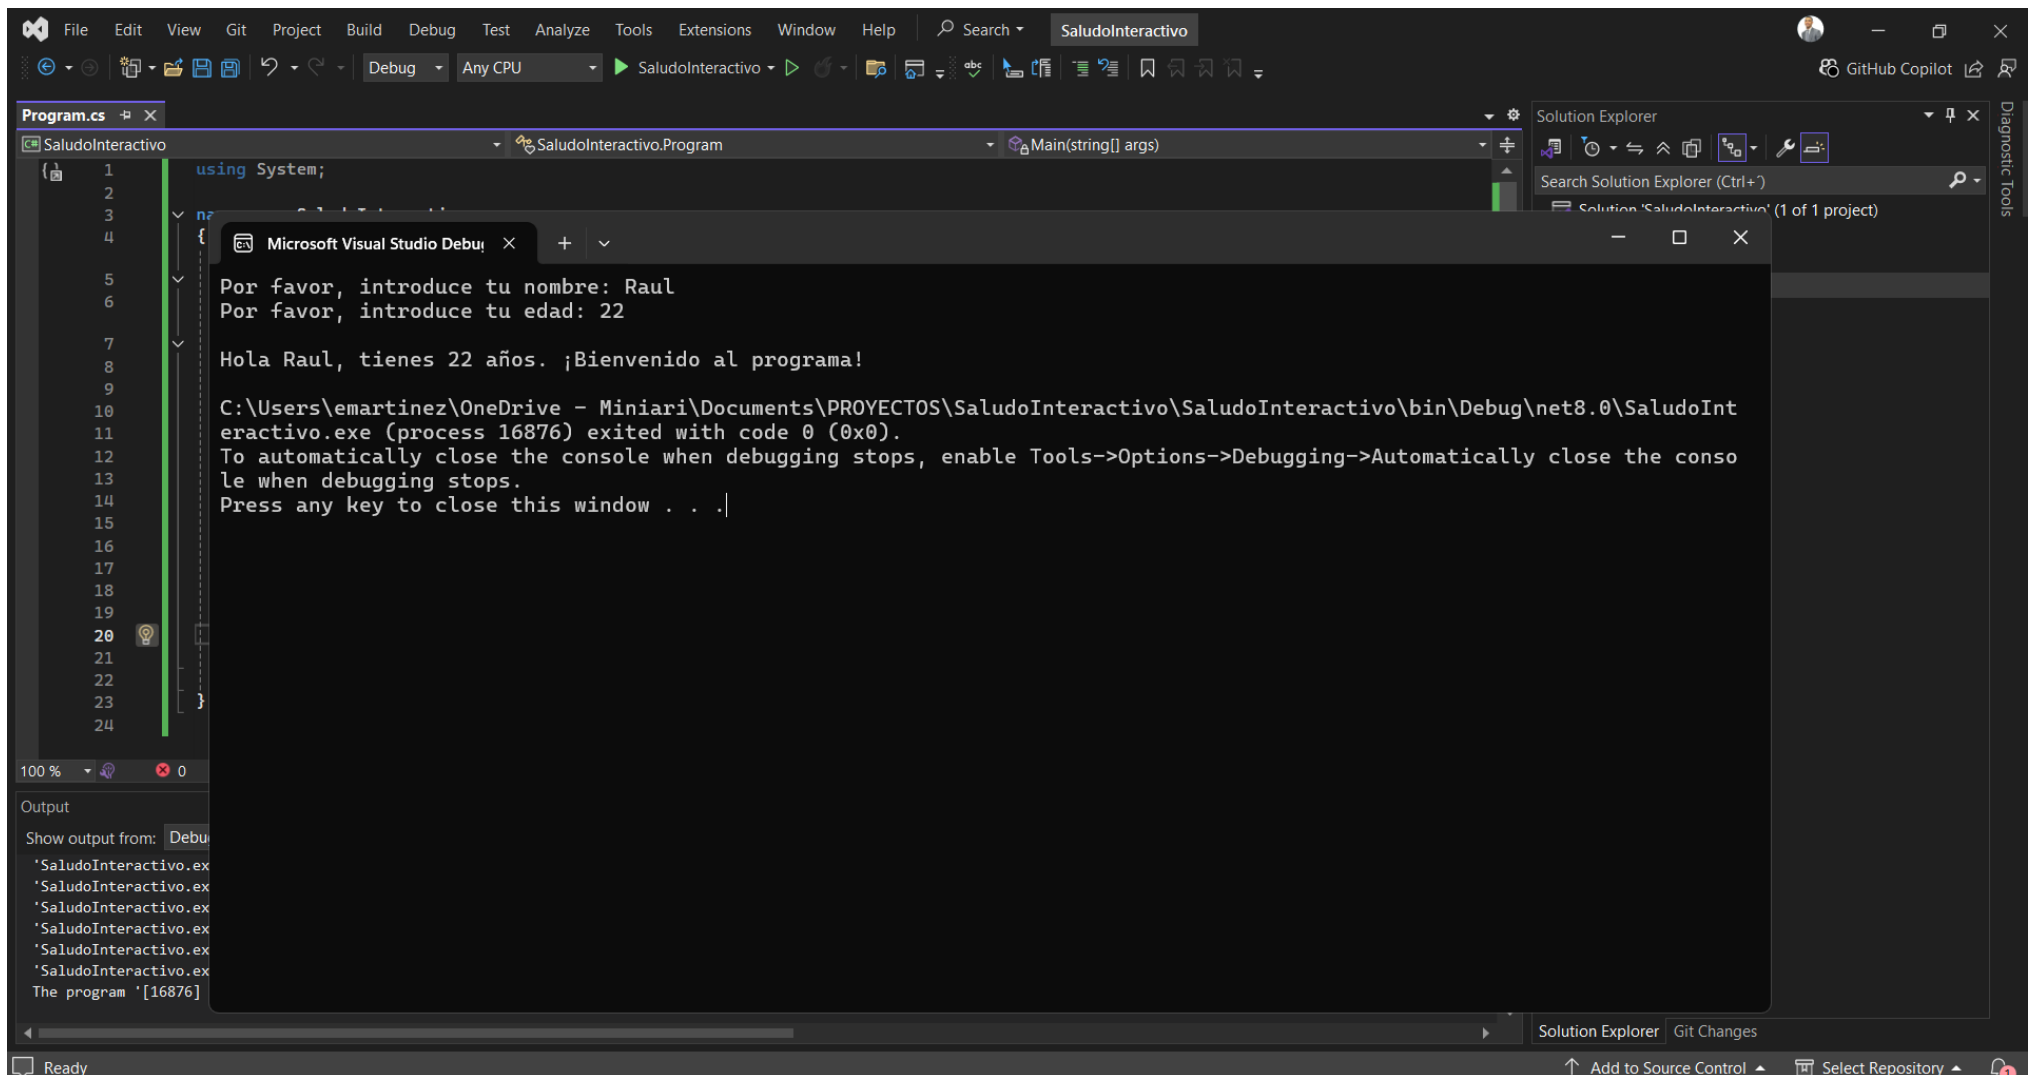 File Edit View Git Project Build Debug Test Analyze Tools Extensions Window Help Search SaludoInteractivo
Debug Any CPU SaludoInteractivo GitHub Copilot
Program.cs
SaludoInteractivo SaludoInteractivo.Program Main(string[] args)
1 using System;
2
3
4 {
5
6
7
8
9
10
11
12
13
14
15
16
17
18
19
20
21
22
23 }
24
100 % 0
Microsoft Visual Studio Debu
Por favor, introduce tu nombre: Raul
Por favor, introduce tu edad: 22
Hola Raul, tienes 22 años. ¡Bienvenido al programa!
C:\Users\emartinez\OneDrive - Miniari\Documents\PROYECTOS\SaludoInteractivo\SaludoInteractivo\bin\Debug\net8.0\SaludoInt
eractivo.exe (process 16876) exited with code 0 (0x0).
To automatically close the console when debugging stops, enable Tools->Options->Debugging->Automatically close the conso
le when debugging stops.
Press any key to close this window . . .
Output
Show output from: Debu
'SaludoInteractivo.ex
'SaludoInteractivo.ex
'SaludoInteractivo.ex
'SaludoInteractivo.ex
'SaludoInteractivo.ex
'SaludoInteractivo.ex
The program '[16876]
Solution Explorer
Search Solution Explorer (Ctrl+´)
Solution 'SaludoInteractivo' (1 of 1 project)
Diagnostic Tools
Solution Explorer Git Changes
Ready Add to Source Control Select Repository 1